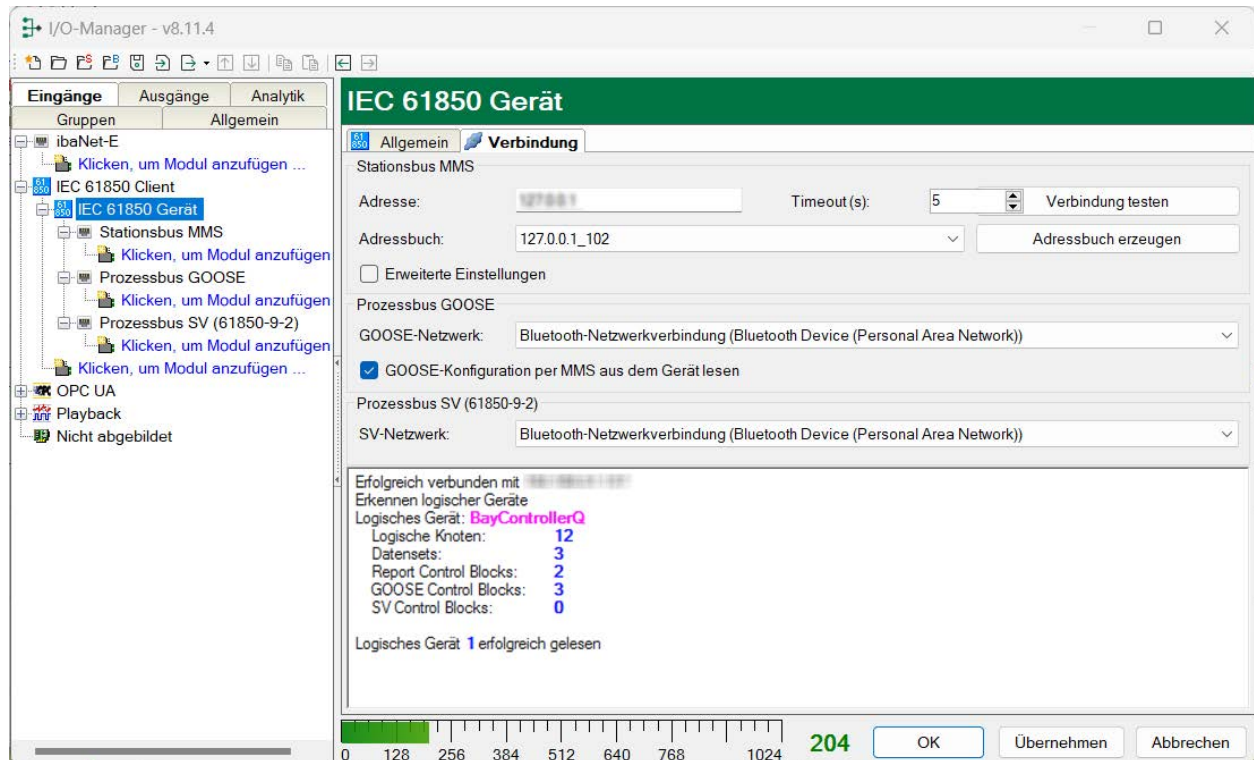 I/O-Manager - v8.11.4
Eingänge Ausgänge Analytik
Gruppen Allgemein
ibaNet-E
Klicken, um Modul anzufügen ...
IEC 61850 Client
IEC 61850 Gerät
Stationsbus MMS
Klicken, um Modul anzufügen
Prozessbus GOOSE
Klicken, um Modul anzufügen
Prozessbus SV (61850-9-2)
Klicken, um Modul anzufügen
Klicken, um Modul anzufügen ...
OPC UA
Playback
Nicht abgebildet
IEC 61850 Gerät
Allgemein Verbindung
Stationsbus MMS
Adresse: Timeout (s): 5 Verbindung testen
Adressbuch: 127.0.0.1_102 Adressbuch erzeugen
Erweiterte Einstellungen
Prozessbus GOOSE
GOOSE-Netzwerk: Bluetooth-Netzwerkverbindung (Bluetooth Device (Personal Area Network))
GOOSE-Konfiguration per MMS aus dem Gerät lesen
Prozessbus SV (61850-9-2)
SV-Netzwerk: Bluetooth-Netzwerkverbindung (Bluetooth Device (Personal Area Network))
Erfolgreich verbunden mit
Erkennen logischer Geräte
Logisches Gerät: BayControllerQ
Logische Knoten: 12
Datensets: 3
Report Control Blocks: 2
GOOSE Control Blocks: 3
SV Control Blocks: 0
Logisches Gerät 1 erfolgreich gelesen
0 128 256 384 512 640 768 1024 204 OK Übernehmen Abbrechen